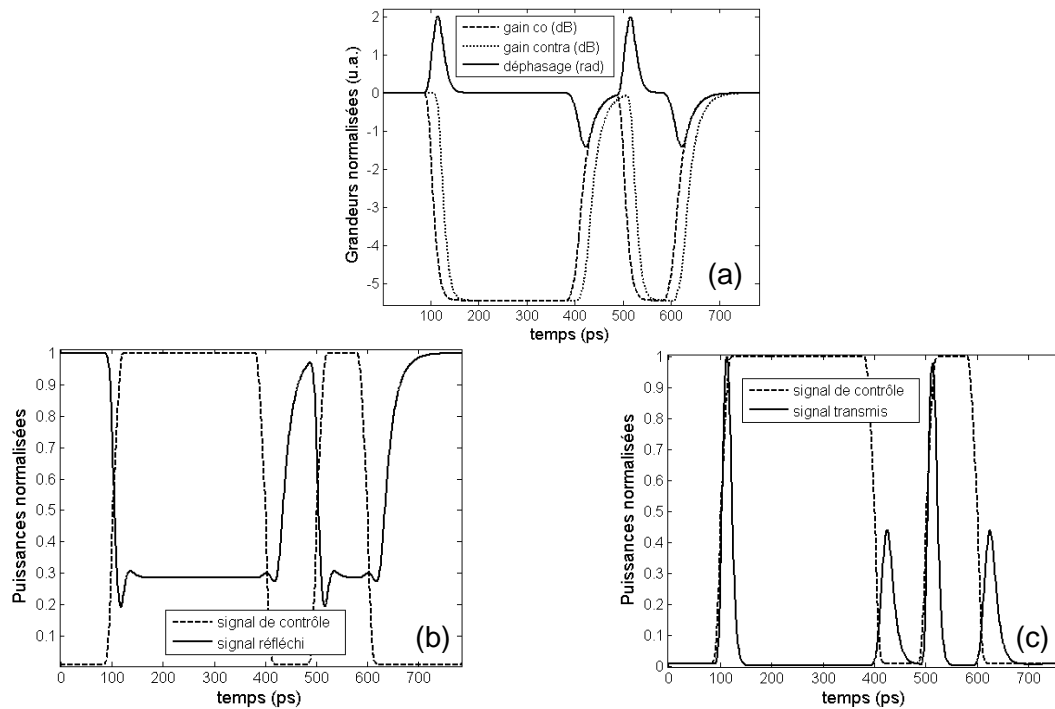 2
1
0
-1
-2
-3
-4
-5
Grandeurs normalisées (u.a.)
gain co (dB)
gain contra (dB)
déphasage (rad)
(a)
100 200 300 400 500 600 700
temps (ps)
1
0.9
0.8
0.7
0.6
0.5
0.4
0.3
0.2
0.1
Puissances normalisées
signal de contrôle
signal réfléchi
(b)
0 100 200 300 400 500 600 700
temps (ps)
1
0.9
0.8
0.7
0.6
0.5
0.4
0.3
0.2
0.1
0
Puissances normalisées
signal de contrôle
signal transmis
(c)
0 100 200 300 400 500 600 700
temps (ps)